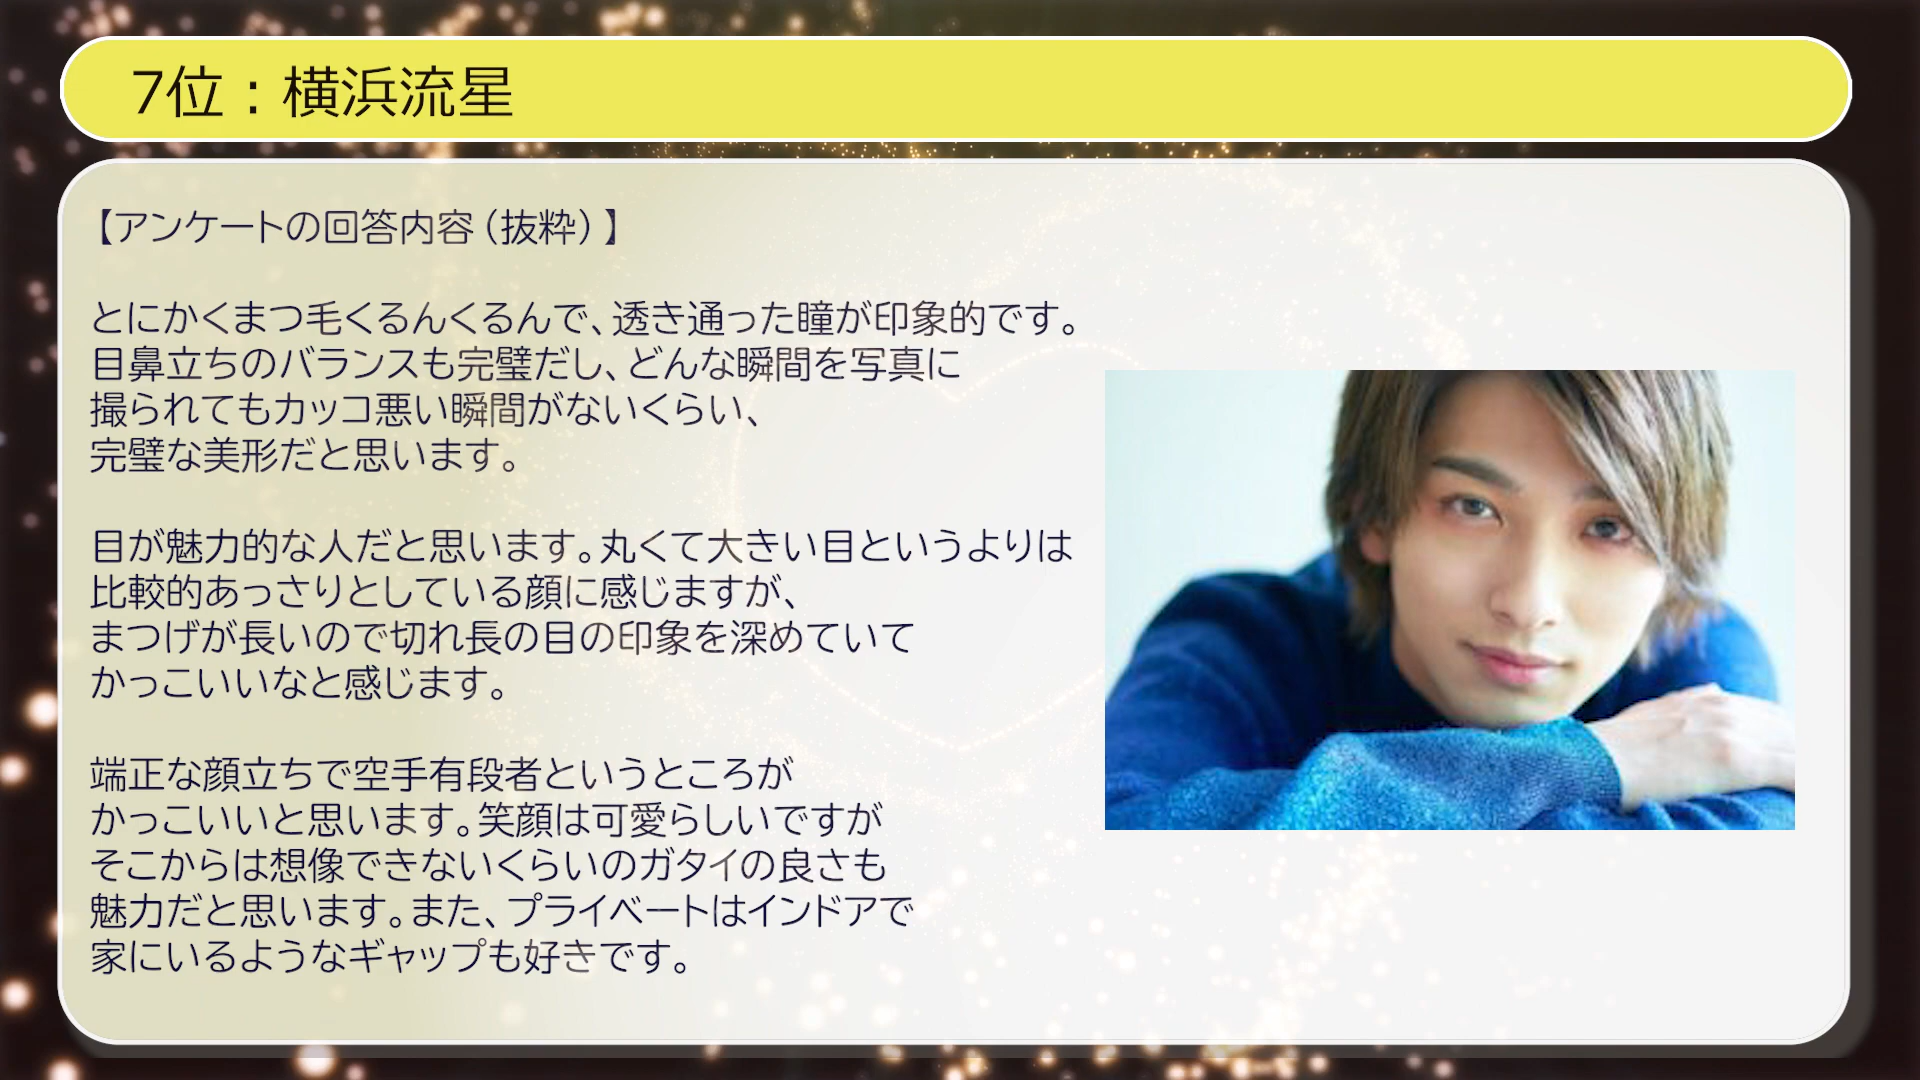 7位：横浜流星
【アンケートの回答内容（抜粋）】
とにかくまつ毛くるんくるんで、透き通った瞳が印象的です。
目鼻立ちのバランスも完璧だし、どんな瞬間を写真に
撮られてもカッコ悪い瞬間がないくらい、
完璧な美形だと思います。
目が魅力的な人だと思います。丸くて大きい目というよりは
比較的あっさりとしている顔に感じますが、
まつげが長いので切れ長の目の印象を深めていて
かっこいいなと感じます。
端正な顔立ちで空手有段者というところが
かっこいいと思います。笑顔は可愛らしいですが
そこからは想像できないくらいのガタイの良さも
魅力だと思います。また、プライベートはインドアで
家にいるようなギャップも好きです。